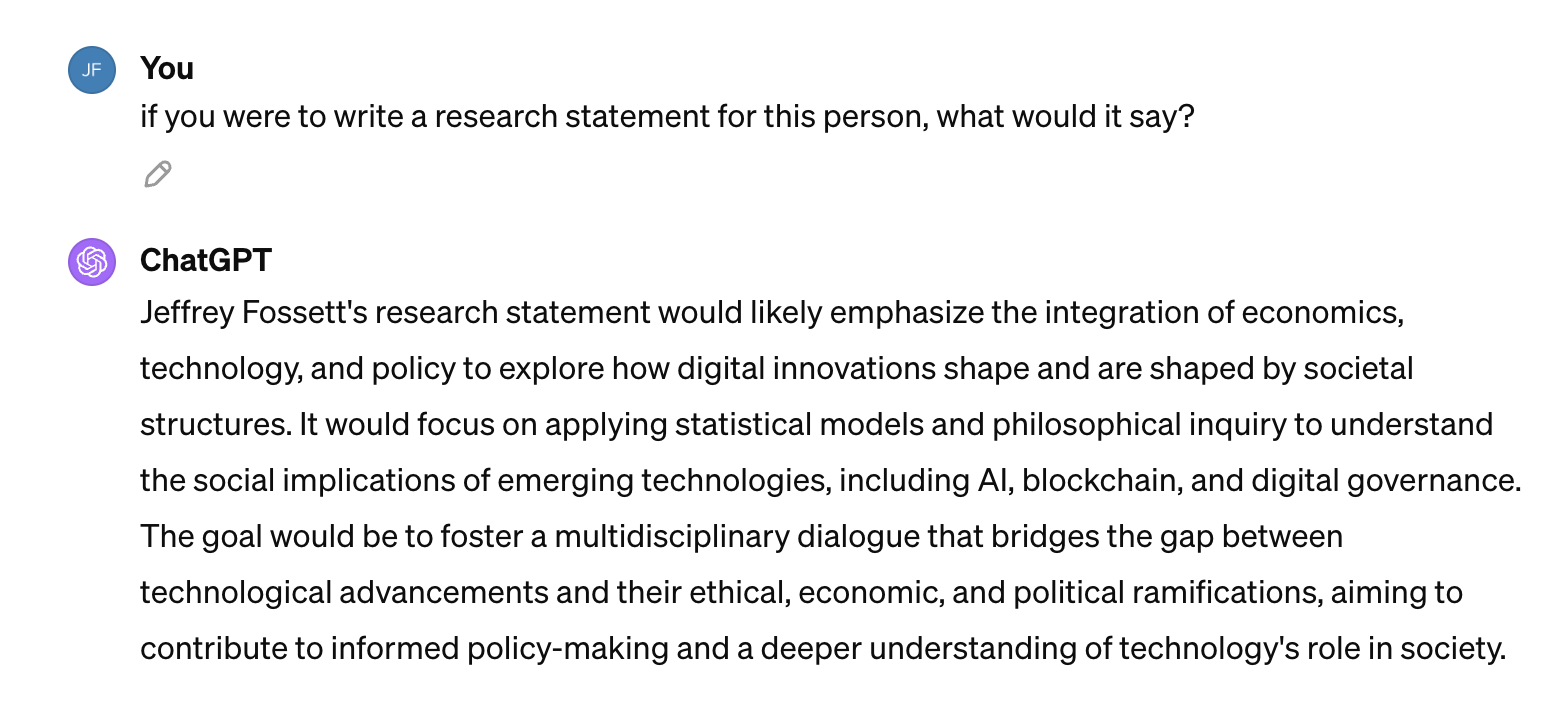 JF
You
if you were to write a research statement for this person, what would it say?
ChatGPT
Jeffrey Fossett's research statement would likely emphasize the integration of economics,
technology, and policy to explore how digital innovations shape and are shaped by societal
structures. It would focus on applying statistical models and philosophical inquiry to understand
the social implications of emerging technologies, including AI, blockchain, and digital governance.
The goal would be to foster a multidisciplinary dialogue that bridges the gap between
technological advancements and their ethical, economic, and political ramifications, aiming to
contribute to informed policy-making and a deeper understanding of technology's role in society.